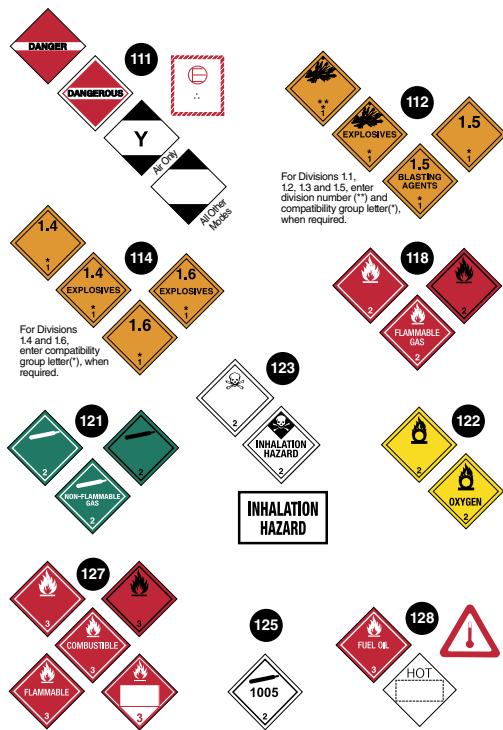 DANGER
111
E
DANGEROUS
Y
Air Only
All Other
Modes
**
*
1
112
EXPLOSIVES
*
1
1.5
*
1
1.5
BLASTING
AGENTS
*
1
For Divisions 1.1,
1.2, 1.3 and 1.5, enter
division number (**) and
compatibility group letter(*),
when required.
1.4
*
1
114
1.4
EXPLOSIVES
*
1
1.6
EXPLOSIVES
*
1
1.6
*
1
For Divisions
1.4 and 1.6,
enter compatibility
group letter(*), when
required.
118
2
2
FLAMMABLE
GAS
2
123
2
INHALATION
HAZARD
2
INHALATION
HAZARD
121
2
2
NON-FLAMMABLE
GAS
2
122
2
OXYGEN
2
127
3
3
COMBUSTIBLE
3
FLAMMABLE
3
3
125
1005
2
128
FUEL OIL
3
HOT